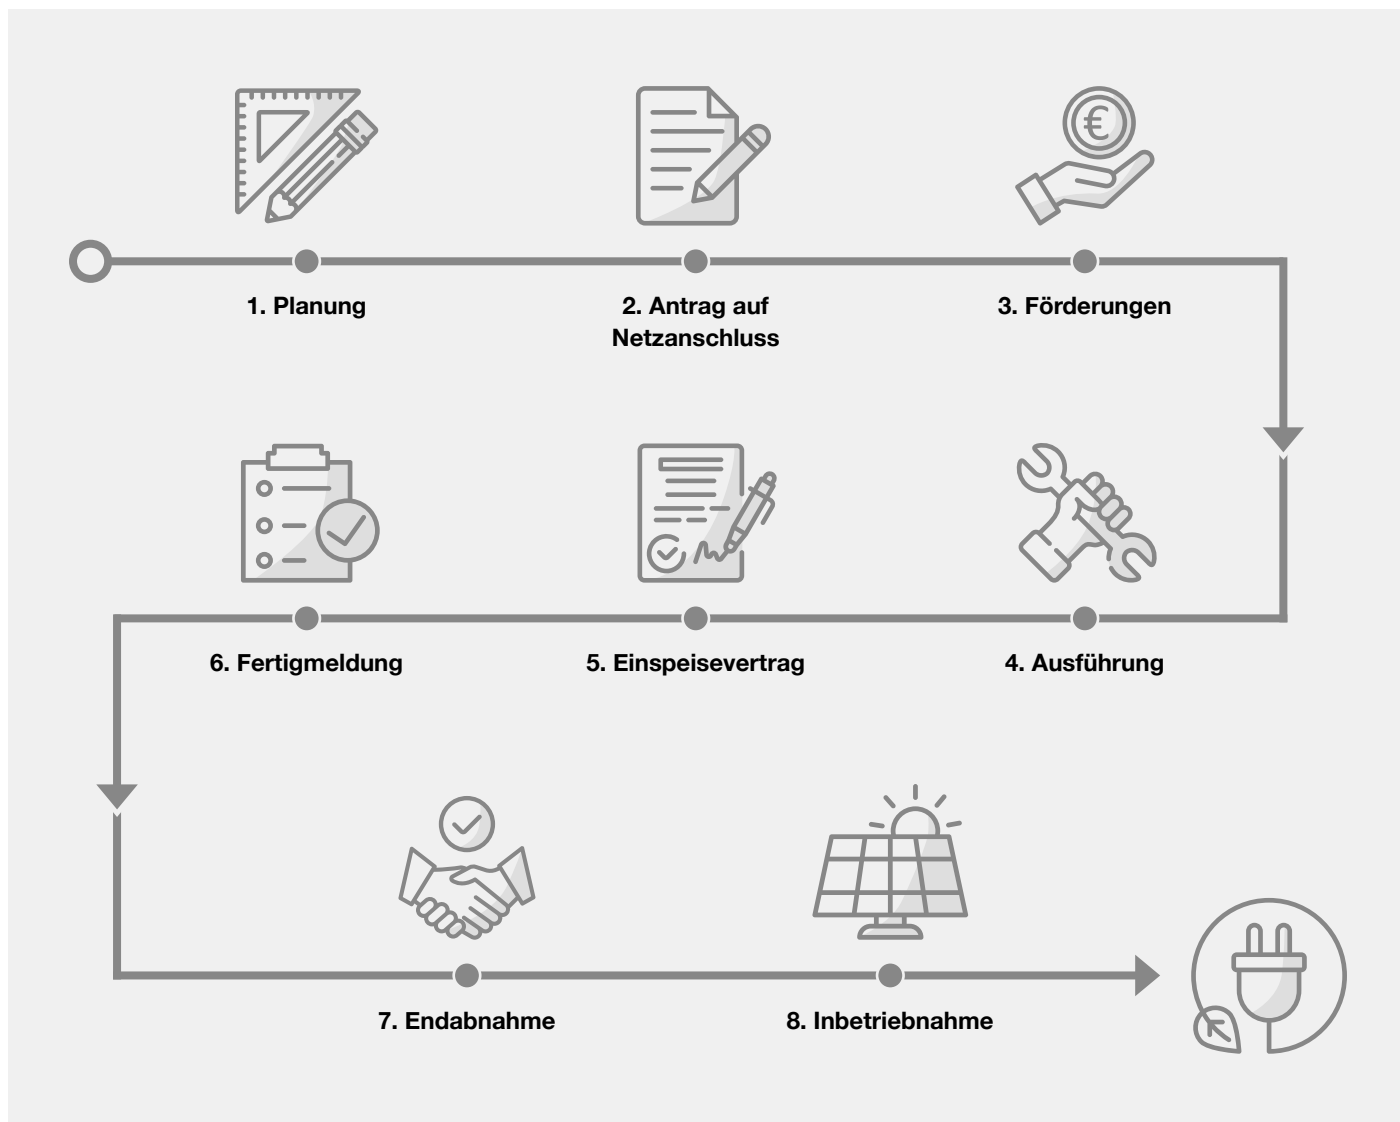 €
1. Planung
2. Antrag auf
Netzanschluss
3. Förderungen
4. Ausführung
5. Einspeisevertrag
6. Fertigmeldung
7. Endabnahme
8. Inbetriebnahme